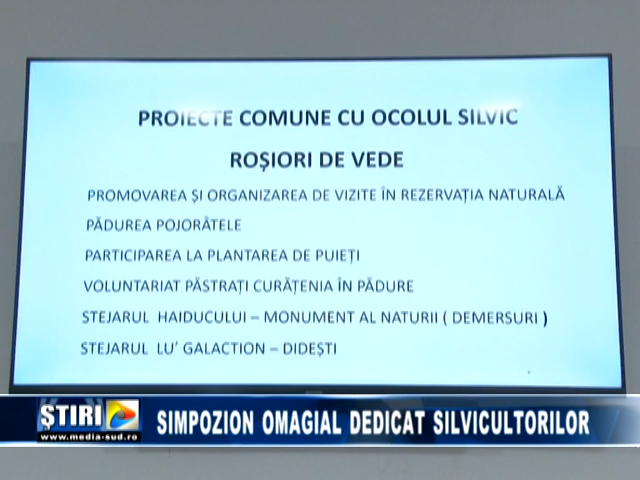 PROIECTE COMUNE CU OCOLUL SILVIC
ROȘIORI DE VEDE
PROMOVAREA ȘI ORGANIZAREA DE VIZITE ÎN REZERVAȚIA NATURALĂ
PĂDUREA POJORÂTELE
PARTICIPAREA LA PLANTAREA DE PUIEȚI
VOLUNTARIAT PĂSTRAȚI CURĂȚENIA ÎN PĂDURE
STEJARUL HAIDUCULUI – MONUMENT AL NATURII ( DEMERSURI )
STEJARUL LU' GALACTION – DIDEȘTI
ȘTIRI
www.media-sud.ro
SIMPOZION OMAGIAL DEDICAT SILVICULTORILOR